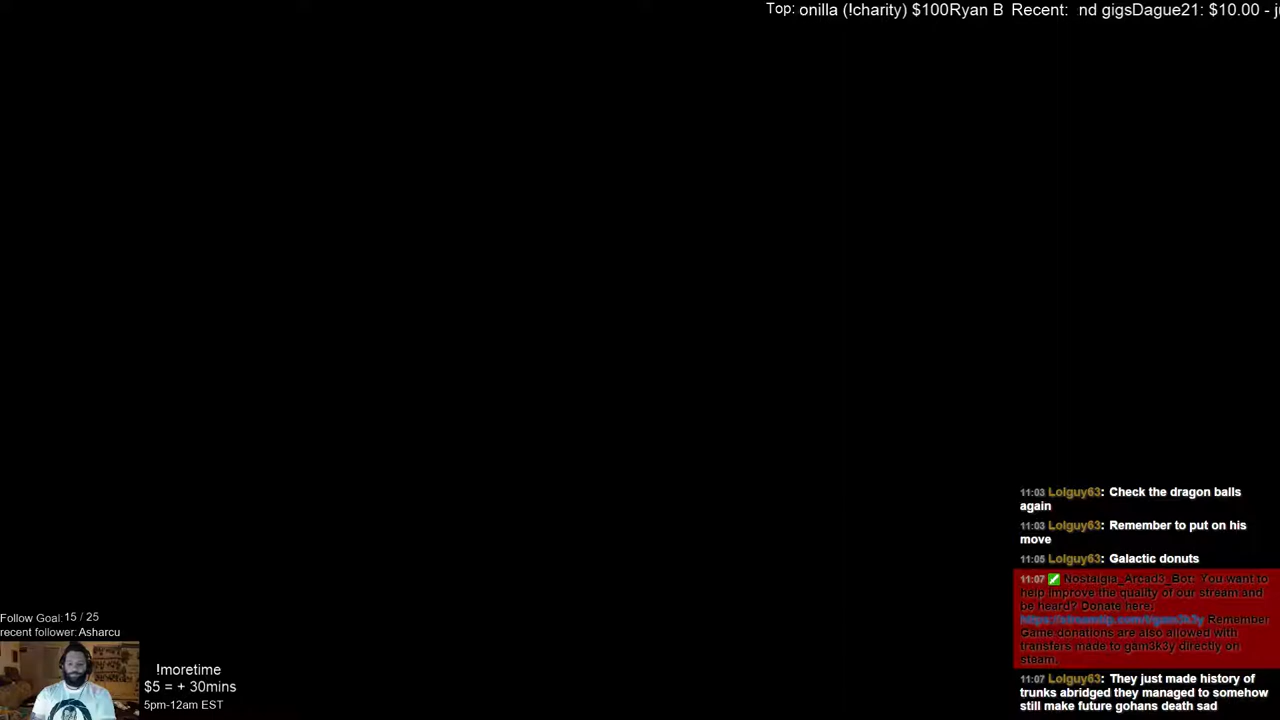 Top: onilla (!charity) $100Ryan B Recent: nd gigsDague21: $10.00 -
11:03 Lolguy63: Check the dragon balls
again
11:03 Lolguy63: Remember to put on his
move
11:05 Lolguy63: Galactic donuts
11:07 Nostalgia_Arcad3_Bot: You want to
help improve the quality of our stream and
be heard? Donate here:
Remember
Game donations are also allowed with
transfers made to gam3k3y directly on
steam.
11:07 Lolguy63: They just made history of
trunks abridged they managed to somehow
still make future gohans death sad
Follow Goal: 15 / 25
recent follower: Asharcu
!moretime
$5 = + 30mins
5pm-12am EST